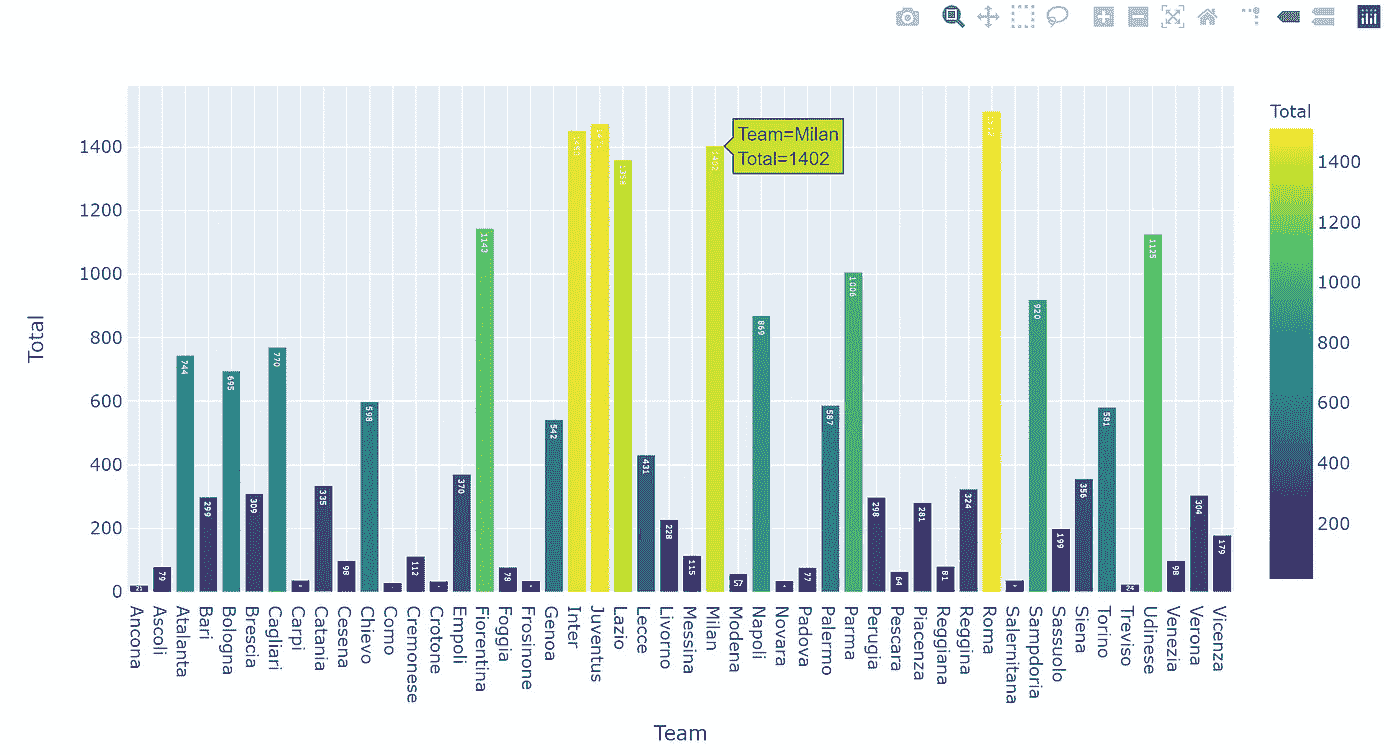 Total
1400
1200
1000
800
600
400
200
0
Total
Team=Milan
Total=1402
79
744
299
695
309
770
335
98
598
112
370
1143
78
542
431
228
115
1402
57
869
77
587
1006
298
64
281
81
324
920
199
356
581
24
1125
98
304
179
Ancona
Ascoli
Atalanta
Bari
Bologna
Brescia
Cagliari
Carpi
Catania
Cesena
Chievo
Como
Cremonese
Crotone
Empoli
Fiorentina
Foggia
Frosinone
Genoa
Inter
Juventus
Lazio
Lecce
Livorno
Messina
Milan
Modena
Napoli
Novara
Padova
Palermo
Parma
Perugia
Pescara
Piacenza
Reggiana
Reggina
Roma
Salernitana
Sampdoria
Sassuolo
Siena
Torino
Treviso
Udinese
Venezia
Verona
Vicenza
Team
Total
1400
1200
1000
800
600
400
200